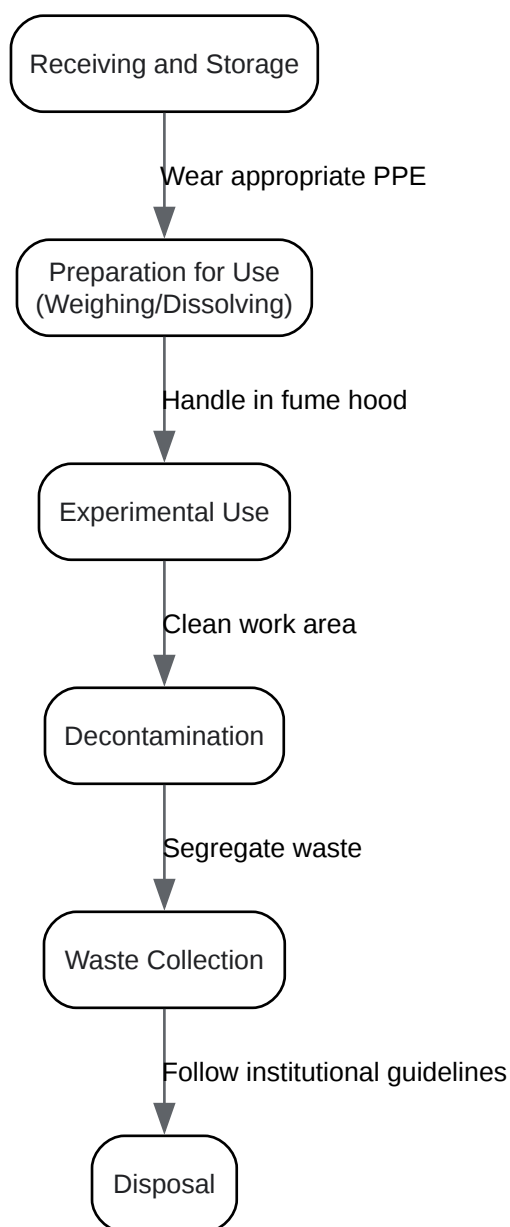 Receiving and Storage
Wear appropriate PPE
Preparation for Use
(Weighing/Dissolving)
Handle in fume hood
Experimental Use
Clean work area
Decontamination
Segregate waste
Waste Collection
Follow institutional guidelines
Disposal